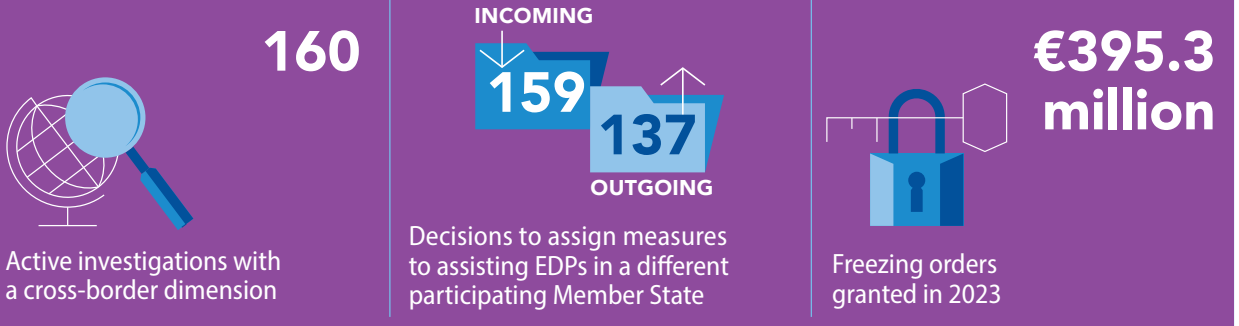 160
Active investigations with
a cross-border dimension
INCOMING
159
137
OUTGOING
Decisions to assign measures
to assisting EDPs in a different
participating Member State
€395.3
million
Freezing orders
granted in 2023